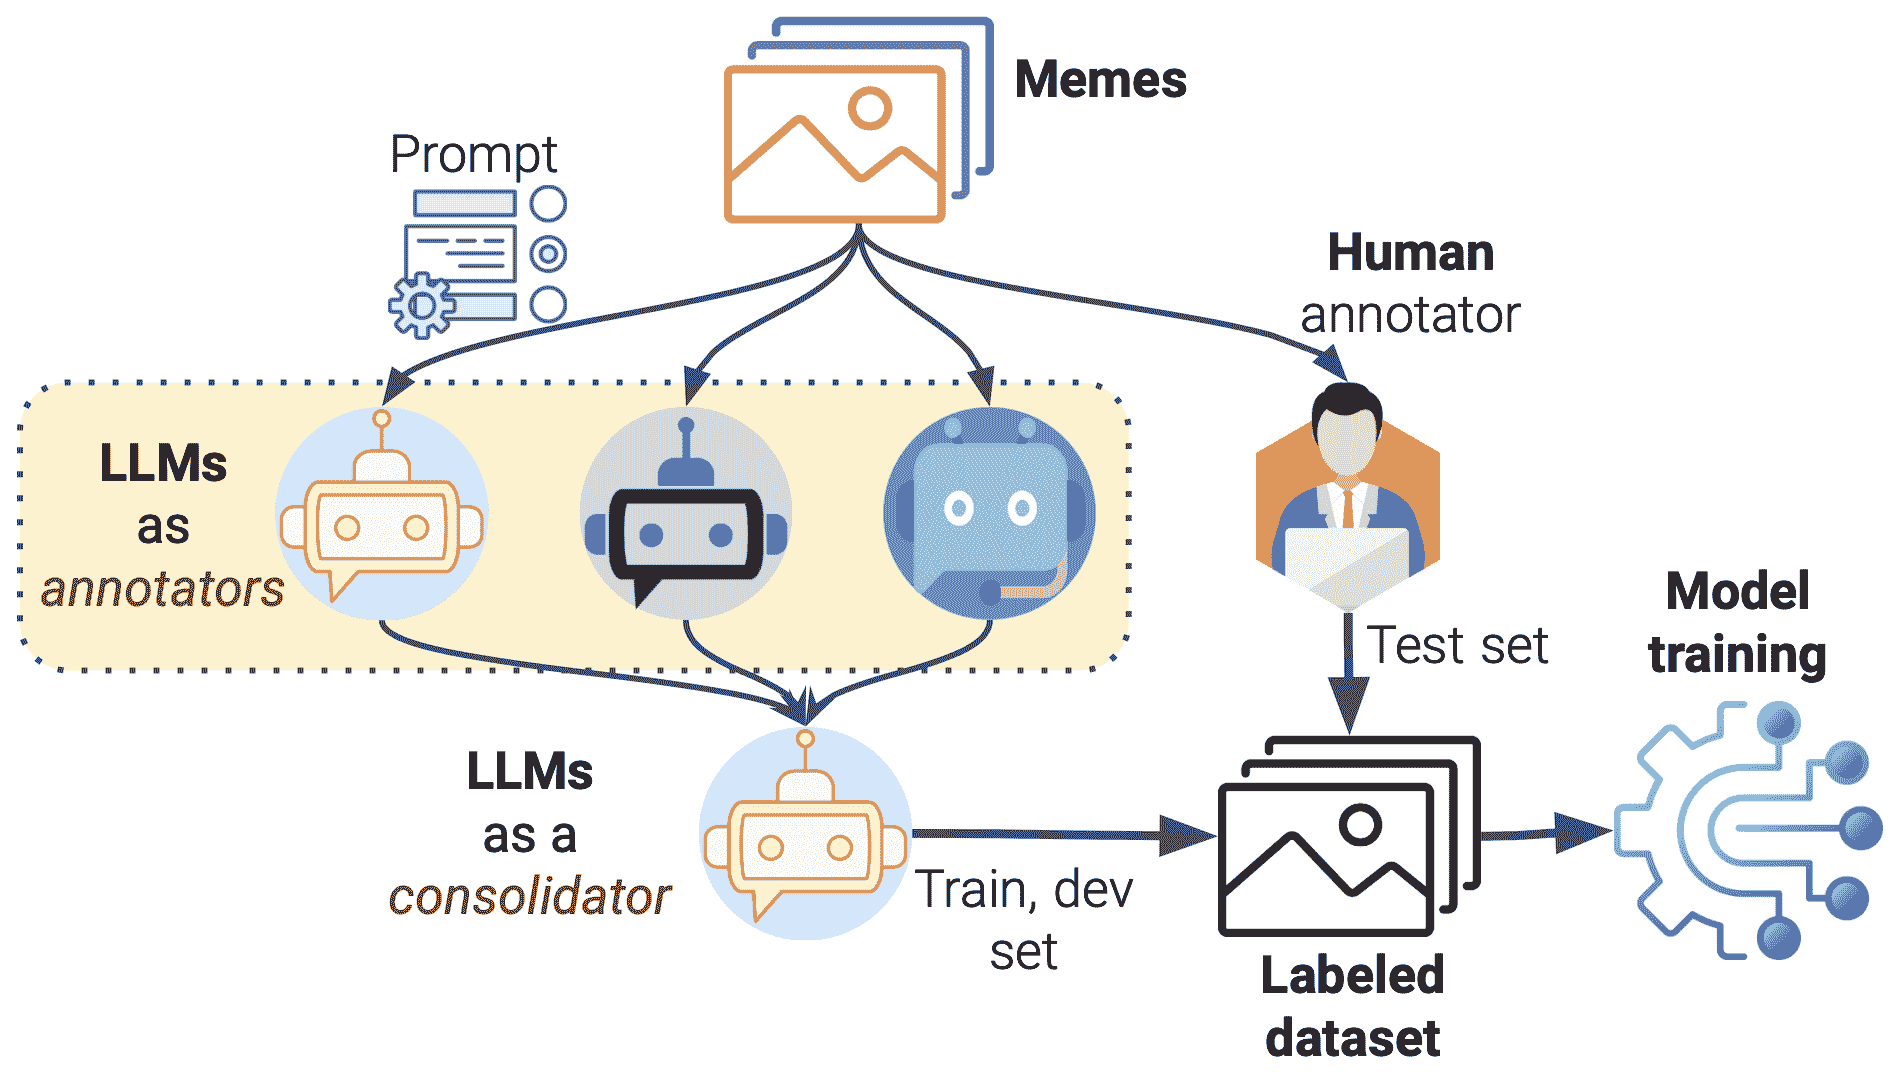 Memes
Prompt
Human
annotator
LLMs
as
annotators
Test set
Model
training
LLMs
as a
consolidator
Train, dev
set
Labeled
dataset